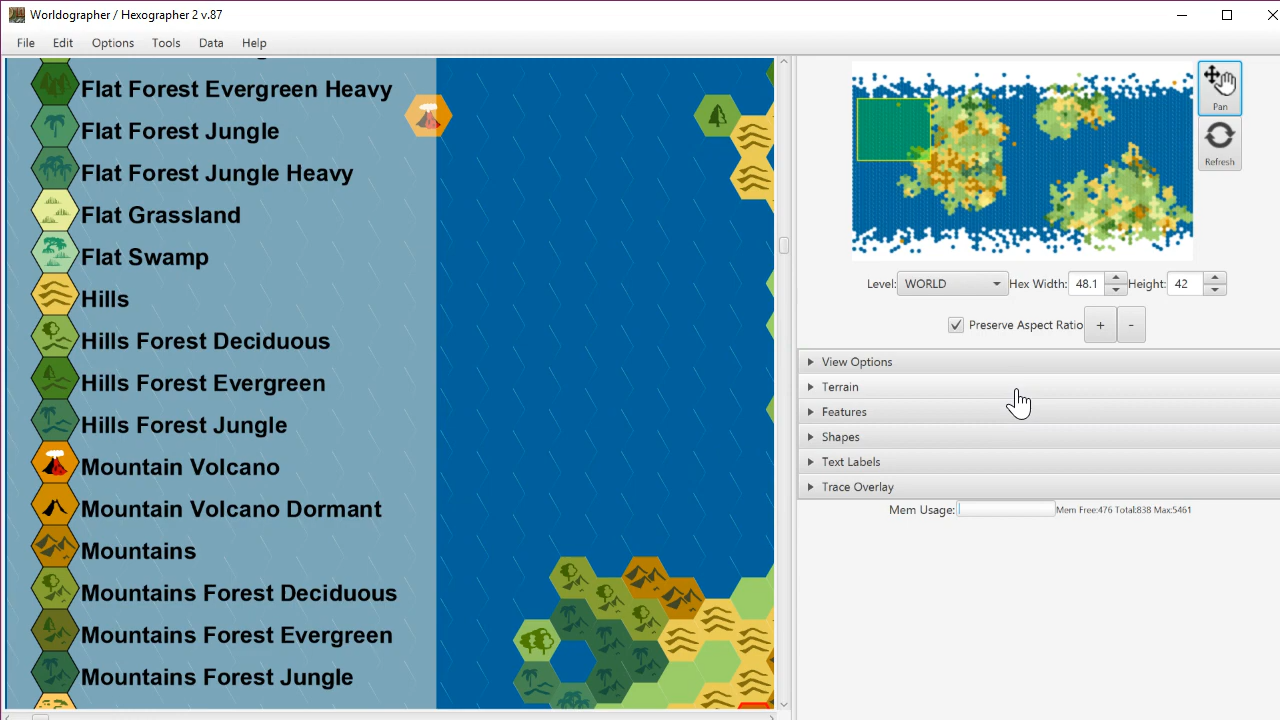 Worldographer / Hexographer 2 v.87
File Edit Options Tools Data Help
Flat Forest Evergreen Heavy
Flat Forest Jungle
Flat Forest Jungle Heavy
Flat Grassland
Flat Swamp
Hills
Hills Forest Deciduous
Hills Forest Evergreen
Hills Forest Jungle
Mountain Volcano
Mountain Volcano Dormant
Mountains
Mountains Forest Deciduous
Mountains Forest Evergreen
Mountains Forest Jungle
Pan
Refresh
Level: WORLD Hex Width: 48.1 Height: 42
Preserve Aspect Ratio + -
View Options
Terrain
Features
Shapes
Text Labels
Trace Overlay
Mem Usage: Mem Free:476 Total:838 Max:5461